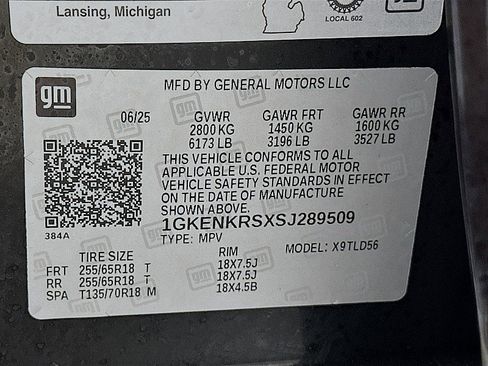 Lansing, Michigan
LOCAL 602
gm
MFD BY GENERAL MOTORS LLC
06/25 GVWR GAWR FRT GAWR RR
2800 KG 1450 KG 1600 KG
6173 LB 3196 LB 3527 LB
THIS VEHICLE CONFORMS TO ALL
APPLICABLE U.S. FEDERAL MOTOR
VEHICLE SAFETY STANDARDS IN EFFECT
ON THE DATE OF MANUFACTURE
SHOWN ABOVE.
384A
1GKENKRSXSJ289509
TYPE: MPV MODEL: X9TLD56
TIRE SIZE RIM
FRT 255/65R18 T 18X7.5J
RR 255/65R18 T 18X7.5J
SPA T135/70R18 M 18X4.5B